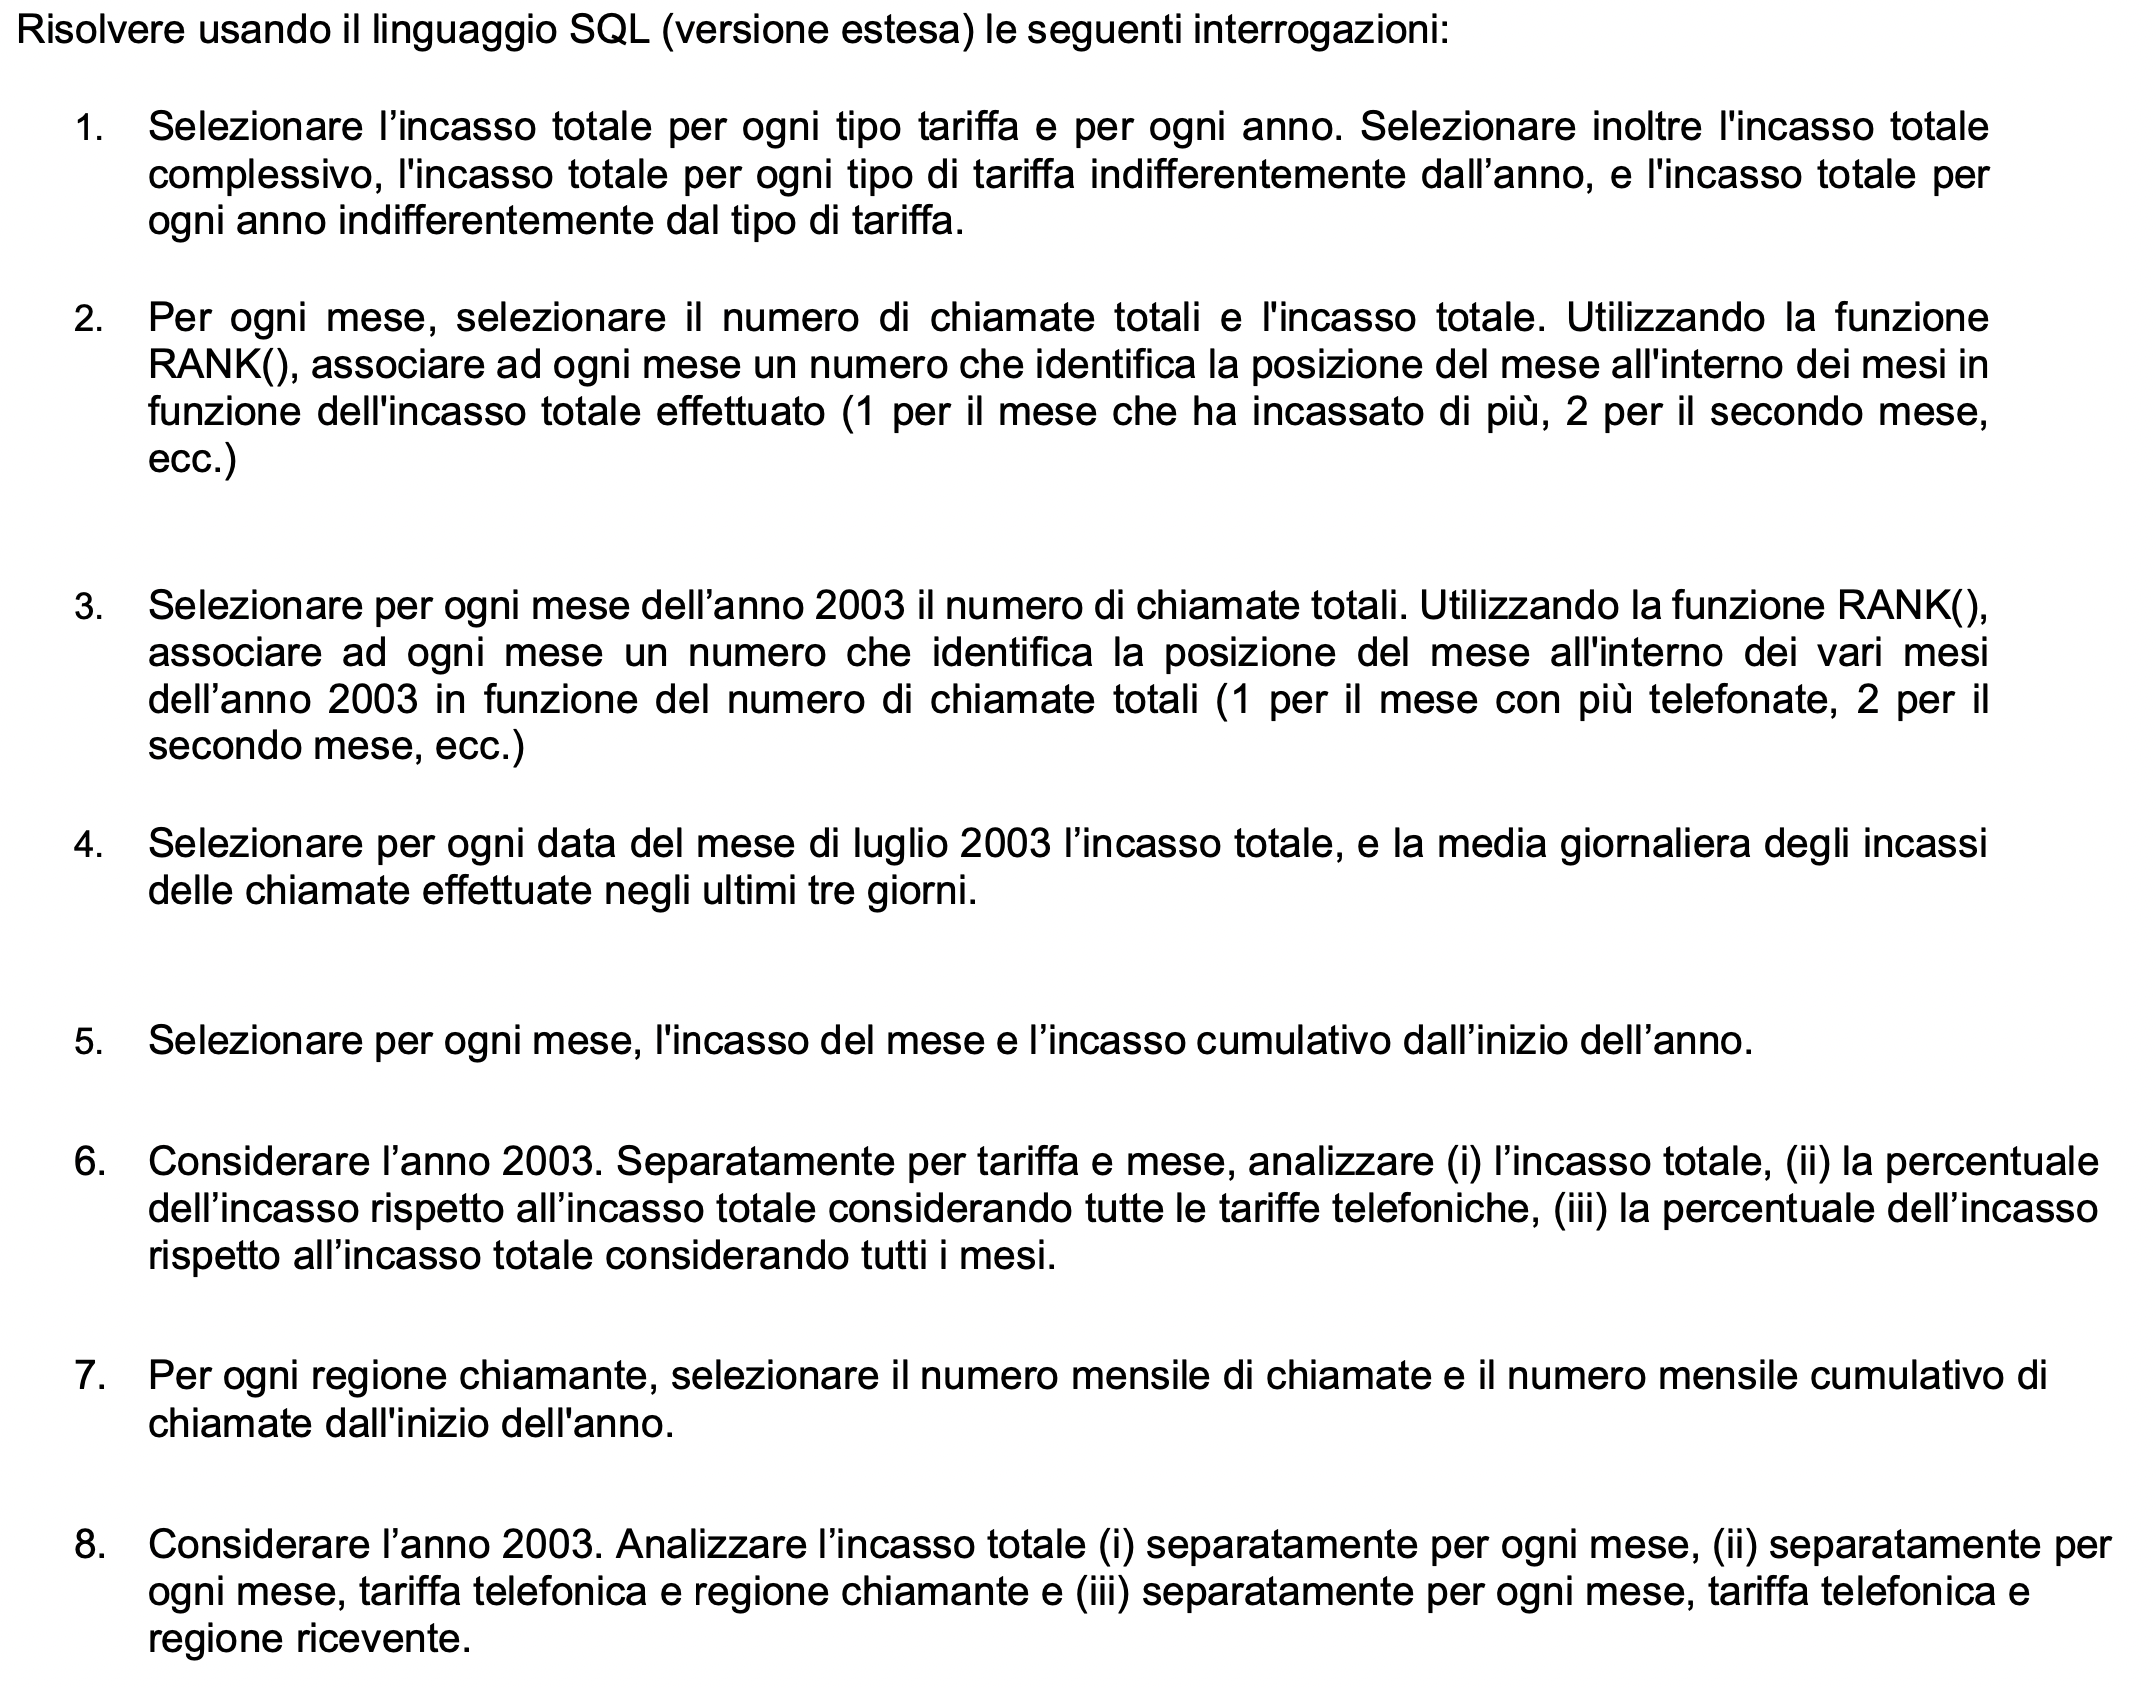 Risolvere usando il linguaggio SQL (versione estesa) le seguenti interrogazioni:
1. Selezionare l’incasso totale per ogni tipo tariffa e per ogni anno. Selezionare inoltre l'incasso totale
complessivo, l'incasso totale per ogni tipo di tariffa indifferentemente dall’anno, e l'incasso totale per
ogni anno indifferentemente dal tipo di tariffa.
2. Per ogni mese, selezionare il numero di chiamate totali e l'incasso totale. Utilizzando la funzione
RANK(), associare ad ogni mese un numero che identifica la posizione del mese all'interno dei mesi in
funzione dell'incasso totale effettuato (1 per il mese che ha incassato di più, 2 per il secondo mese,
ecc.)
3. Selezionare per ogni mese dell’anno 2003 il numero di chiamate totali. Utilizzando la funzione RANK(),
associare ad ogni mese un numero che identifica la posizione del mese all'interno dei vari mesi
dell’anno 2003 in funzione del numero di chiamate totali (1 per il mese con più telefonate, 2 per il
secondo mese, ecc.)
4. Selezionare per ogni data del mese di luglio 2003 l’incasso totale, e la media giornaliera degli incassi
delle chiamate effettuate negli ultimi tre giorni.
5. Selezionare per ogni mese, l'incasso del mese e l’incasso cumulativo dall’inizio dell’anno.
6. Considerare l’anno 2003. Separatamente per tariffa e mese, analizzare (i) l’incasso totale, (ii) la percentuale
dell’incasso rispetto all’incasso totale considerando tutte le tariffe telefoniche, (iii) la percentuale dell’incasso
rispetto all’incasso totale considerando tutti i mesi.
7. Per ogni regione chiamante, selezionare il numero mensile di chiamate e il numero mensile cumulativo di
chiamate dall'inizio dell'anno.
8. Considerare l’anno 2003. Analizzare l’incasso totale (i) separatamente per ogni mese, (ii) separatamente per
ogni mese, tariffa telefonica e regione chiamante e (iii) separatamente per ogni mese, tariffa telefonica e
regione ricevente.